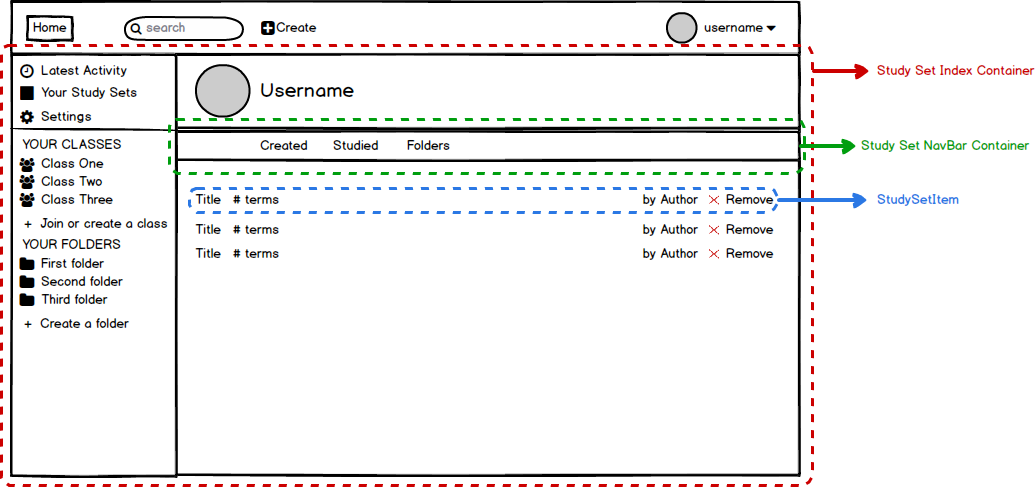 Home search Create username
Latest Activity
Your Study Sets
Settings
Username
Study Set Index Container
YOUR CLASSES
Class One
Class Two
Class Three
+ Join or create a class
YOUR FOLDERS
First folder
Second folder
Third folder
+ Create a folder
Created Studied Folders
Study Set NavBar Container
Title # terms by Author Remove
StudySetItem
Title # terms by Author Remove
Title # terms by Author Remove